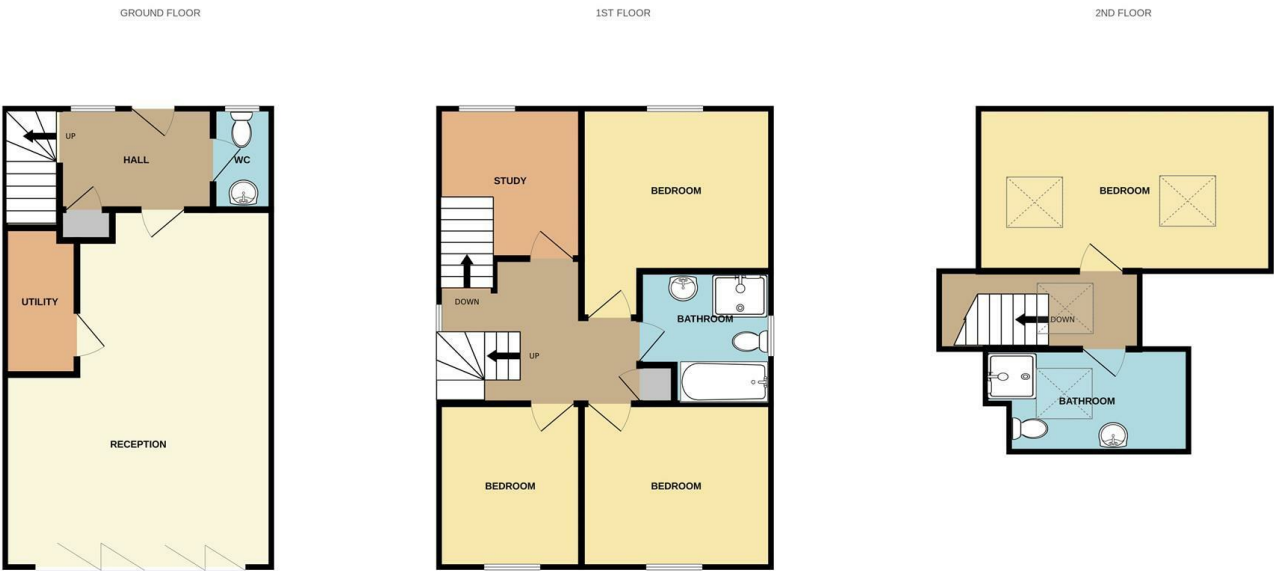 GROUND FLOOR
UP
HALL
WC
UTILITY
RECEPTION
1ST FLOOR
STUDY
BEDROOM
DOWN
BATHROOM
UP
BEDROOM
BEDROOM
2ND FLOOR
BEDROOM
DOWN
BATHROOM